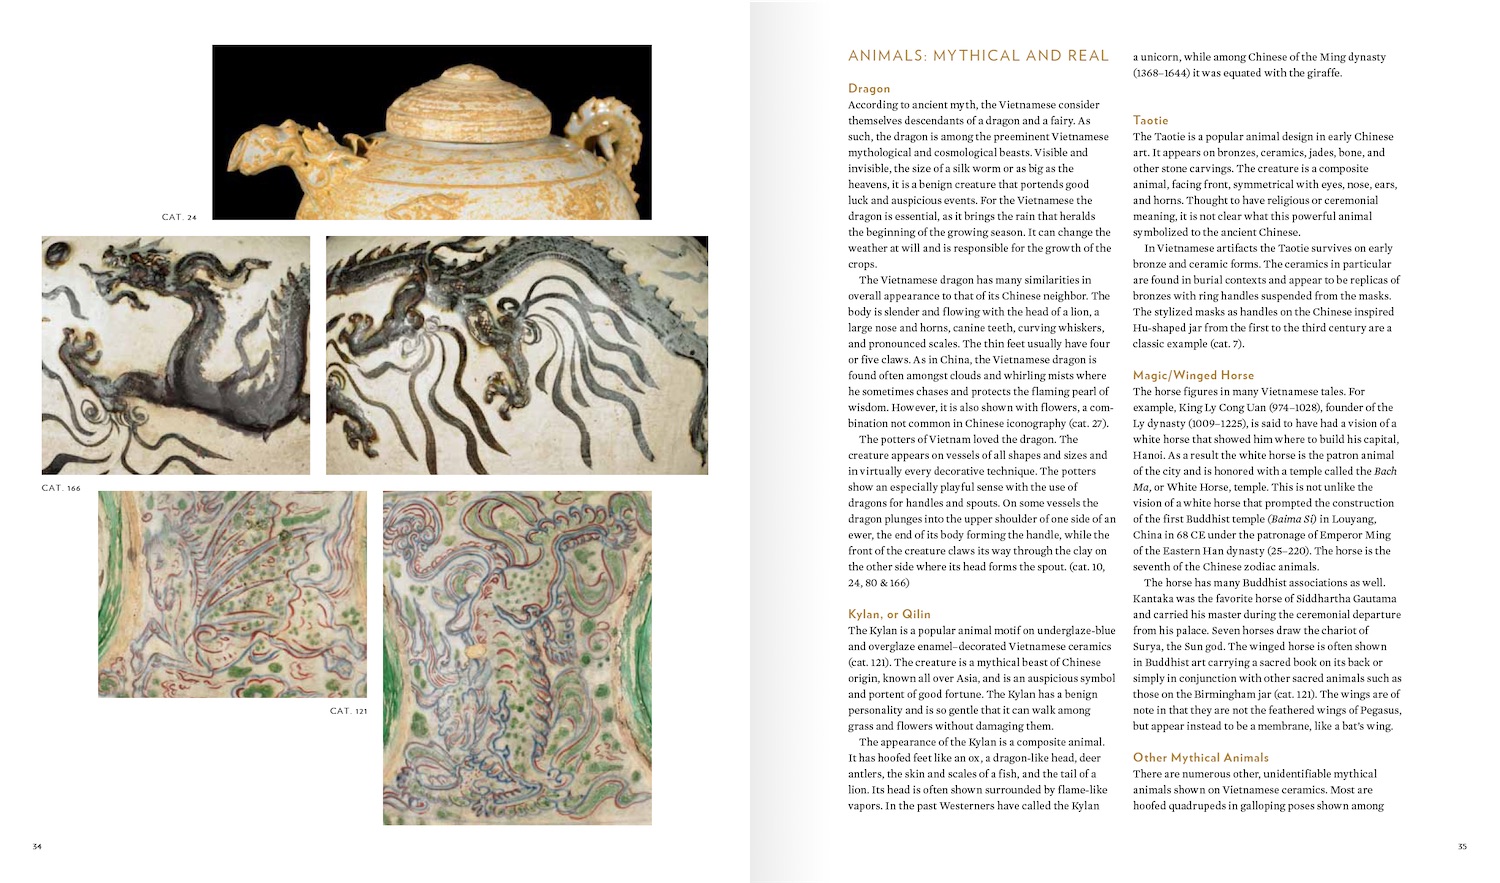 CAT. 24
CAT. 166
CAT. 121
34
ANIMALS: MYTHICAL AND REAL
Dragon
According to ancient myth, the Vietnamese consider
themselves descendants of a dragon and a fairy. As
such, the dragon is among the preeminent Vietnamese
mythological and cosmological beasts. Visible and
invisible, the size of a silk worm or as big as the
heavens, it is a benign creature that portends good
luck and auspicious events. For the Vietnamese the
dragon is essential, as it brings the rain that heralds
the beginning of the growing season. It can change the
weather at will and is responsible for the growth of the
crops.
The Vietnamese dragon has many similarities in
overall appearance to that of its Chinese neighbor. The
body is slender and flowing with the head of a lion, a
large nose and horns, canine teeth, curving whiskers,
and pronounced scales. The thin feet usually have four
or five claws. As in China, the Vietnamese dragon is
found often amongst clouds and whirling mists where
he sometimes chases and protects the flaming pearl of
wisdom. However, it is also shown with flowers, a com-
bination not common in Chinese iconography (cat. 27).
The potters of Vietnam loved the dragon. The
creature appears on vessels of all shapes and sizes and
in virtually every decorative technique. The potters
show an especially playful sense with the use of
dragons for handles and spouts. On some vessels the
dragon plunges into the upper shoulder of one side of an
ewer, the end of its body forming the handle, while the
front of the creature claws its way through the clay on
the other side where its head forms the spout. (cat. 10,
24, 80 & 166)
Kylan, or Qilin
The Kylan is a popular animal motif on underglaze-blue
and overglaze enamel–decorated Vietnamese ceramics
(cat. 121). The creature is a mythical beast of Chinese
origin, known all over Asia, and is an auspicious symbol
and portent of good fortune. The Kylan has a benign
personality and is so gentle that it can walk among
grass and flowers without damaging them.
The appearance of the Kylan is a composite animal.
It has hoofed feet like an ox, a dragon-like head, deer
antlers, the skin and scales of a fish, and the tail of a
lion. Its head is often shown surrounded by flame-like
vapors. In the past Westerners have called the Kylan
a unicorn, while among Chinese of the Ming dynasty
(1368–1644) it was equated with the giraffe.
Taotie
The Taotie is a popular animal design in early Chinese
art. It appears on bronzes, ceramics, jades, bone, and
other stone carvings. The creature is a composite
animal, facing front, symmetrical with eyes, nose, ears,
and horns. Thought to have religious or ceremonial
meaning, it is not clear what this powerful animal
symbolized to the ancient Chinese.
In Vietnamese artifacts the Taotie survives on early
bronze and ceramic forms. The ceramics in particular
are found in burial contexts and appear to be replicas of
bronzes with ring handles suspended from the masks.
The stylized masks as handles on the Chinese inspired
Hu-shaped jar from the first to the third century are a
classic example (cat. 7).
Magic/Winged Horse
The horse figures in many Vietnamese tales. For
example, King Ly Cong Uan (974–1028), founder of the
Ly dynasty (1009–1225), is said to have had a vision of a
white horse that showed him where to build his capital,
Hanoi. As a result the white horse is the patron animal
of the city and is honored with a temple called the Bach
Ma, or White Horse, temple. This is not unlike the
vision of a white horse that prompted the construction
of the first Buddhist temple (Baima Si) in Louyang,
China in 68 CE under the patronage of Emperor Ming
of the Eastern Han dynasty (25–220). The horse is the
seventh of the Chinese zodiac animals.
The horse has many Buddhist associations as well.
Kantaka was the favorite horse of Siddhartha Gautama
and carried his master during the ceremonial departure
from his palace. Seven horses draw the chariot of
Surya, the Sun god. The winged horse is often shown
in Buddhist art carrying a sacred book on its back or
simply in conjunction with other sacred animals such as
those on the Birmingham jar (cat. 121). The wings are of
note in that they are not the feathered wings of Pegasus,
but appear instead to be a membrane, like a bat's wing.
Other Mythical Animals
There are numerous other, unidentifiable mythical
animals shown on Vietnamese ceramics. Most are
hoofed quadrupeds in galloping poses shown among
35